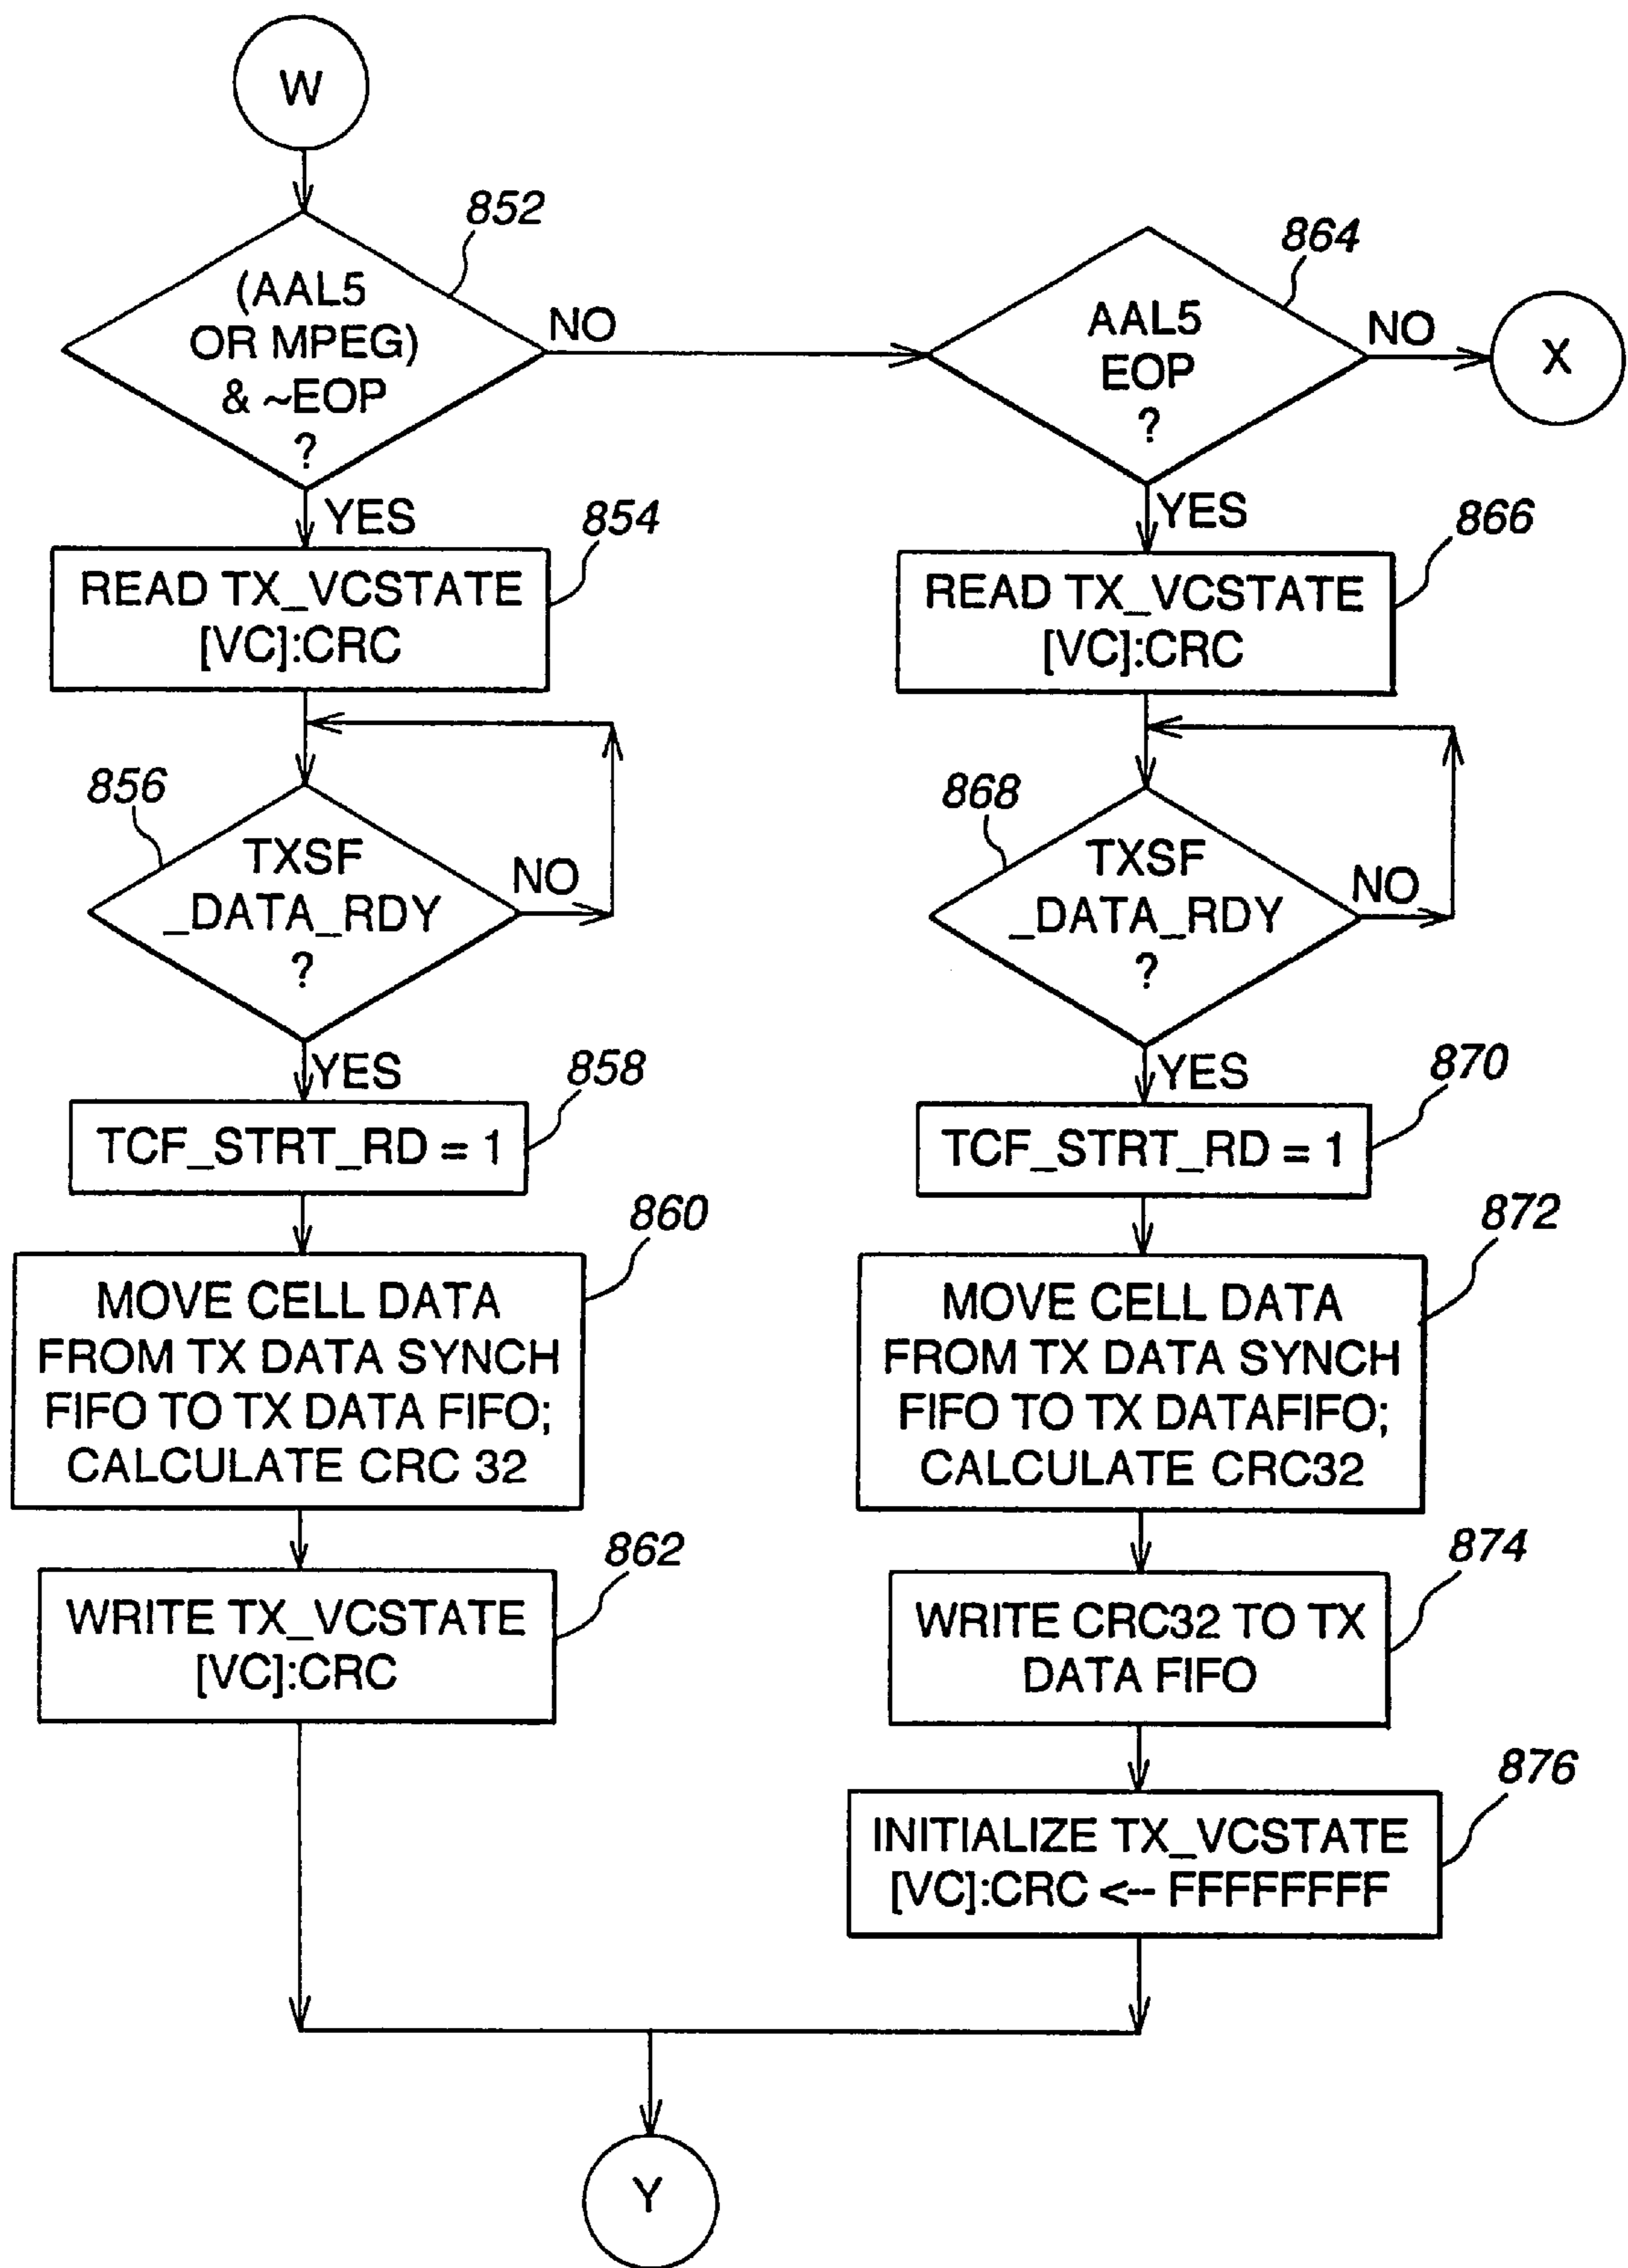 W
852
(AAL5
OR MPEG)
& ~EOP
?
NO
YES
864
AAL5
EOP
?
NO
X
YES
854
READ TX_VCSTATE
[VC]:CRC
856
TXSF
_DATA_RDY
?
NO
YES
858
TCF_STRT_RD = 1
860
MOVE CELL DATA
FROM TX DATA SYNCH
FIFO TO TX DATA FIFO;
CALCULATE CRC 32
862
WRITE TX_VCSTATE
[VC]:CRC
866
READ TX_VCSTATE
[VC]:CRC
868
TXSF
_DATA_RDY
?
NO
YES
870
TCF_STRT_RD = 1
872
MOVE CELL DATA
FROM TX DATA SYNCH
FIFO TO TX DATAFIFO;
CALCULATE CRC32
874
WRITE CRC32 TO TX
DATA FIFO
876
INITIALIZE TX_VCSTATE
[VC]:CRC <-- FFFFFFFF
Y